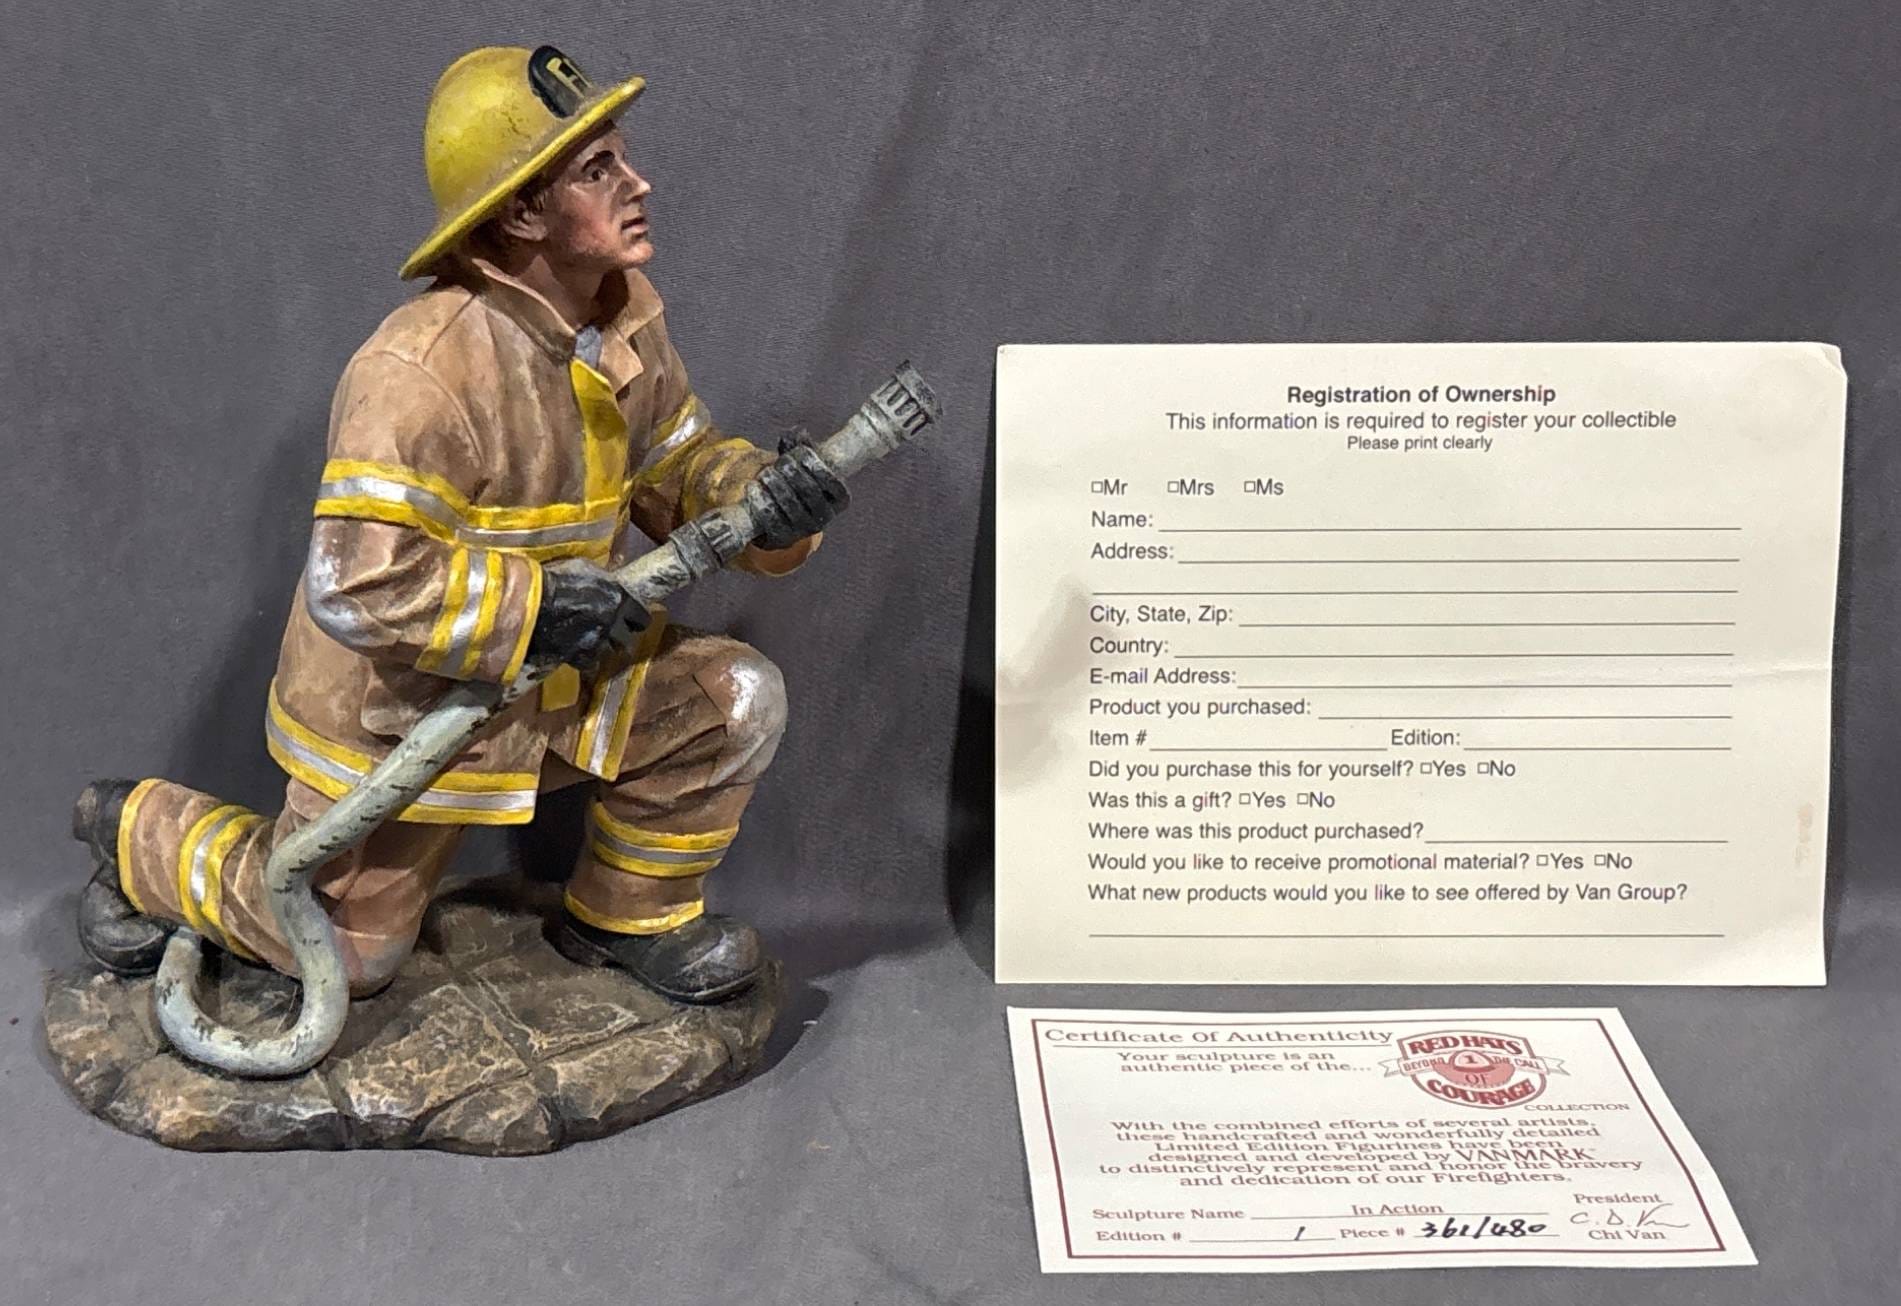 Registration of Ownership
This information is required to register your collectible
Please print clearly
□Mr □Mrs □Ms
Name:
Address:
City, State, Zip:
Country:
E-mail Address:
Product you purchased:
Item # Edition:
Did you purchase this for yourself? □Yes □No
Was this a gift? □Yes □No
Where was this product purchased?
Would you like to receive promotional material? □Yes □No
What new products would you like to see offered by Van Group?
Certificate Of Authenticity
Your sculpture is an
authentic piece of the...
RED HATS
BEYOND 1 THE CALL
OF
COURAGE
COLLECTION
With the combined efforts of several artists,
these handcrafted and wonderfully detailed
Limited Edition Figurines have been
designed and developed by VANMARK
to distinctively represent and honor the bravery
and dedication of our Firefighters.
President
Sculpture Name In Action
C. D. Van
Edition # 1 Piece # 361/480
Chi Van